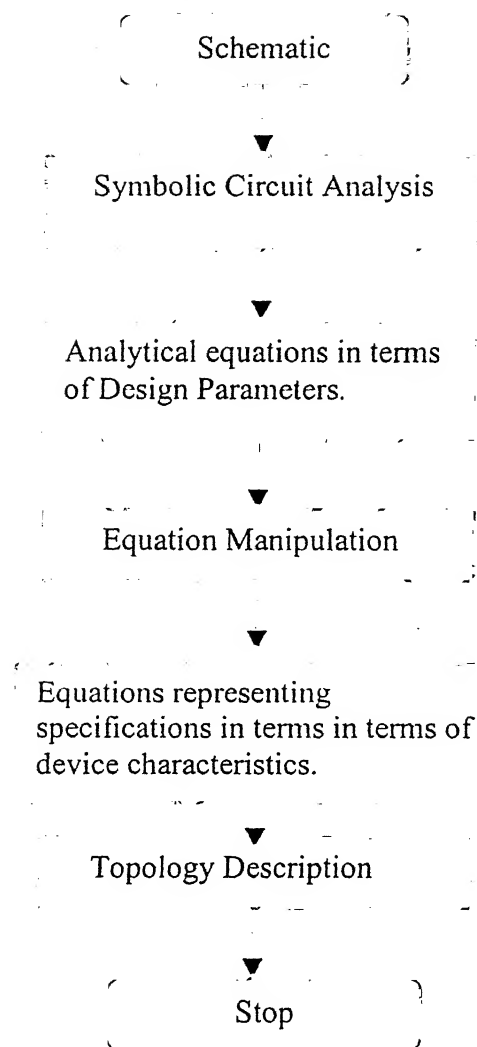 Schematic
Symbolic Circuit Analysis
Analytical equations in terms
of Design Parameters.
Equation Manipulation
Equations representing
specifications in terms in terms of
device characteristics.
Topology Description
Stop